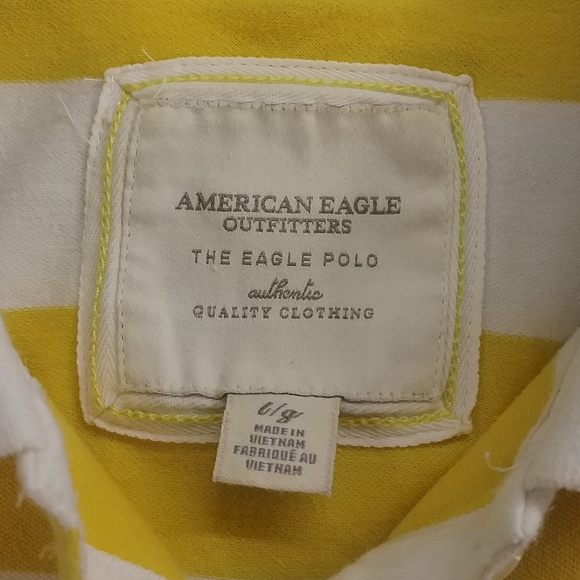 AMERICAN EAGLE
OUTFITTERS
THE EAGLE POLO
authentic
QUALITY CLOTHING
l/g
MADE IN
VIETNAM
FABRIQUÉ AU
VIETNAM